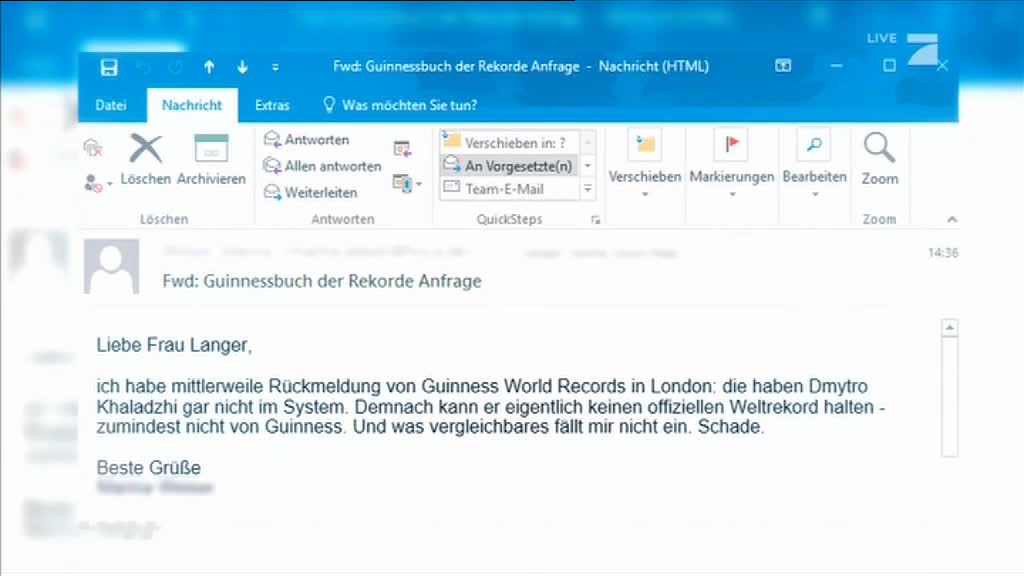 LIVE
Fwd: Guinnessbuch der Rekorde Anfrage - Nachricht (HTML)
Datei Nachricht Extras Was möchten Sie tun?
Antworten Verschieben in: ?
Löschen Archivieren Allen antworten An Vorgesetzte(n) Verschieben Markierungen Bearbeiten Zoom
Weiterleiten Team-E-Mail
Löschen Antworten QuickSteps Zoom
14:36
Fwd: Guinnessbuch der Rekorde Anfrage
Liebe Frau Langer,
ich habe mittlerweile Rückmeldung von Guinness World Records in London: die haben Dmytro
Khaladzhi gar nicht im System. Demnach kann er eigentlich keinen offiziellen Weltrekord halten -
zumindest nicht von Guinness. Und was vergleichbares fällt mir nicht ein. Schade.
Beste Grüße